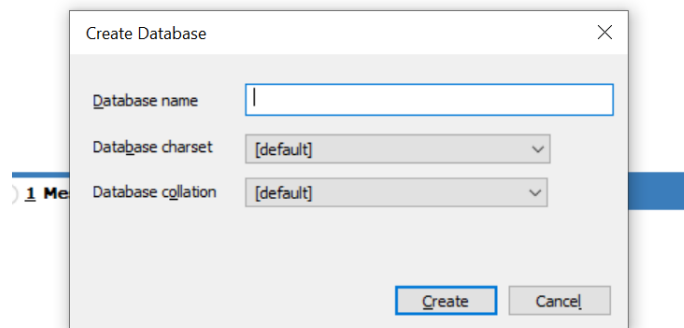 Create Database
Database name
Database charset [default]
1 Me
Database collation [default]
Create Cancel